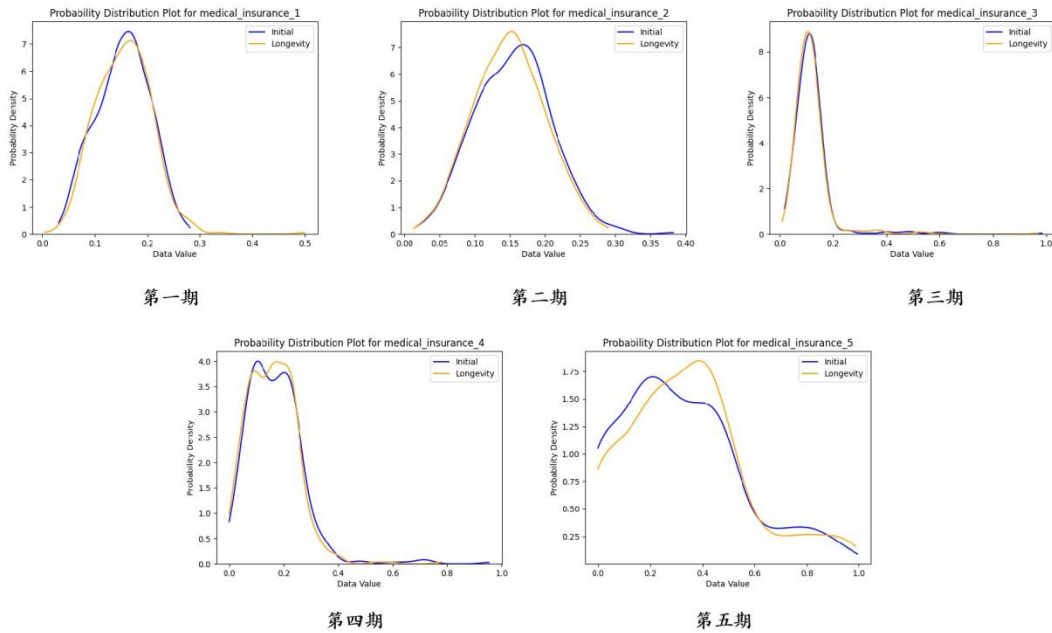 Probability Distribution Plot for medical_insurance_1
Initial
Longevity
Probability Density
7
6
5
4
3
2
1
0
0.0 0.1 0.2 0.3 0.4 0.5
Data Value
第一期
Probability Distribution Plot for medical_insurance_2
Initial
Longevity
Probability Density
7
6
5
4
3
2
1
0
0.00 0.05 0.10 0.15 0.20 0.25 0.30 0.35 0.40
Data Value
第二期
Probability Distribution Plot for medical_insurance_3
Initial
Longevity
Probability Density
8
6
4
2
0
0.0 0.2 0.4 0.6 0.8 1.0
Data Value
第三期
Probability Distribution Plot for medical_insurance_4
Initial
Longevity
Probability Density
4.0
3.5
3.0
2.5
2.0
1.5
1.0
0.5
0.0
0.0 0.2 0.4 0.6 0.8 1.0
Data Value
第四期
Probability Distribution Plot for medical_insurance_5
Initial
Longevity
Probability Density
1.75
1.50
1.25
1.00
0.75
0.50
0.25
0.0 0.2 0.4 0.6 0.8 1.0
Data Value
第五期